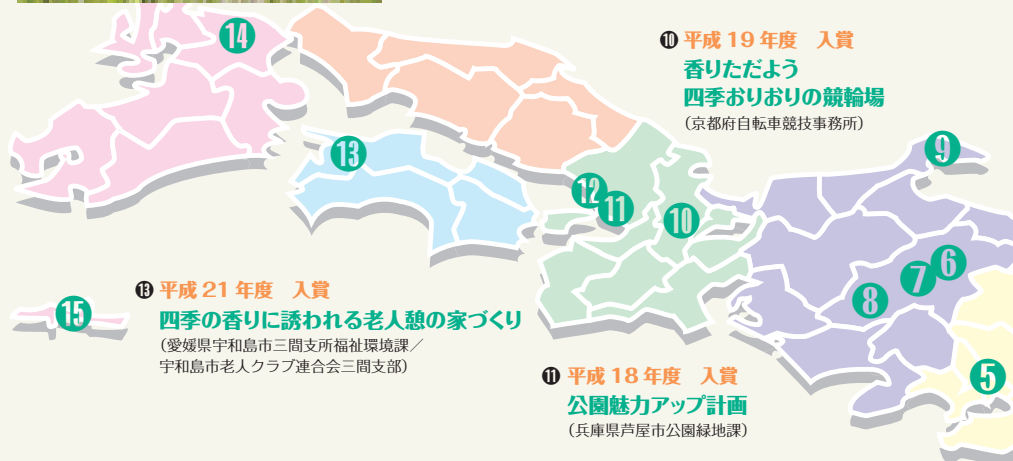 ❿ 平成 19 年度　入賞
香りただよう
四季おりおりの競輪場
（京都府自転車競技事務所）
⓭ 平成 21 年度　入賞
四季の香りに誘われる老人憩の家づくり
（愛媛県宇和島市三間支所福祉環境課／
宇和島市老人クラブ連合会三間支部）
⓫ 平成 18 年度　入賞
公園魅力アップ計画
（兵庫県芦屋市公園緑地課）
14
13
12
11
10
9
8
7
6
5
15